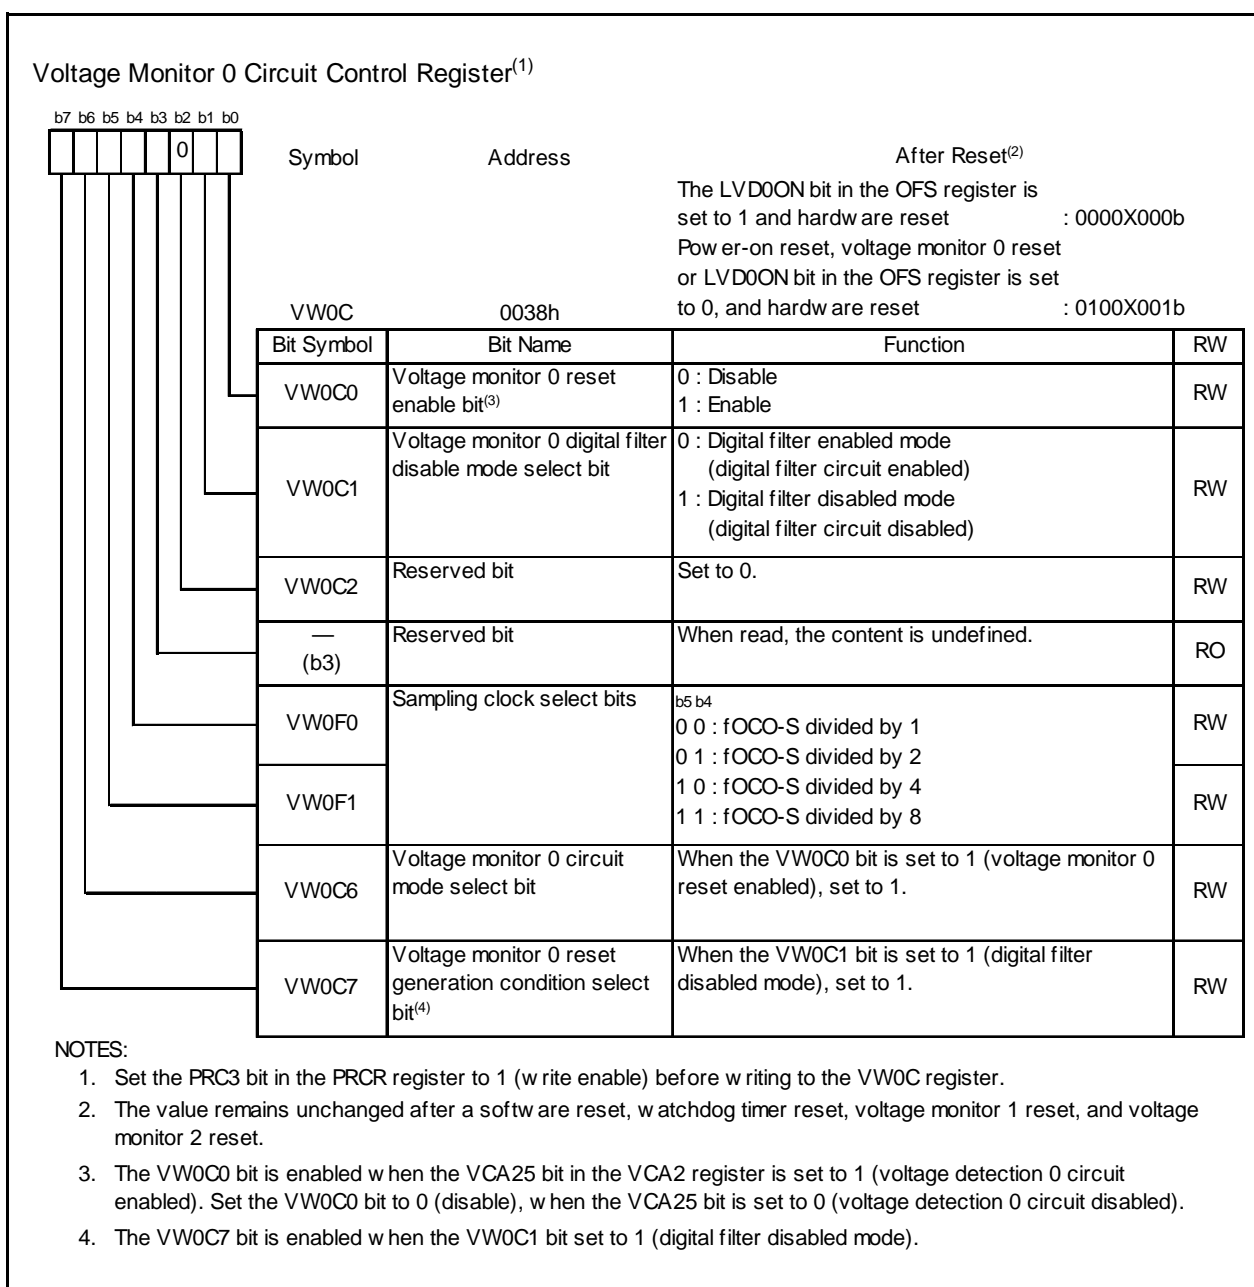 Voltage Monitor 0 Circuit Control Register(1)
b7 b6 b5 b4 b3 b2 b1 b0
0
Symbol Address After Reset(2)
The LVD0ON bit in the OFS register is
set to 1 and hardware reset : 0000X000b
Power-on reset, voltage monitor 0 reset
or LVD0ON bit in the OFS register is set
VW0C 0038h to 0, and hardware reset : 0100X001b
Bit Symbol Bit Name Function RW
VW0C0 Voltage monitor 0 reset
enable bit(3) 0 : Disable
1 : Enable RW
VW0C1 Voltage monitor 0 digital filter
disable mode select bit 0 : Digital filter enabled mode
(digital filter circuit enabled)
1 : Digital filter disabled mode
(digital filter circuit disabled) RW
VW0C2 Reserved bit Set to 0. RW
—
(b3) Reserved bit When read, the content is undefined. RO
Sampling clock select bits b5 b4
VW0F0 0 0 : fOCO-S divided by 1 RW
0 1 : fOCO-S divided by 2
VW0F1 1 0 : fOCO-S divided by 4 RW
1 1 : fOCO-S divided by 8
VW0C6 Voltage monitor 0 circuit
mode select bit When the VW0C0 bit is set to 1 (voltage monitor 0
reset enabled), set to 1. RW
VW0C7 Voltage monitor 0 reset
generation condition select
bit(4) When the VW0C1 bit is set to 1 (digital filter
disabled mode), set to 1. RW
NOTES:
1. Set the PRC3 bit in the PRCR register to 1 (write enable) before writing to the VW0C register.
2. The value remains unchanged after a software reset, watchdog timer reset, voltage monitor 1 reset, and voltage
monitor 2 reset.
3. The VW0C0 bit is enabled when the VCA25 bit in the VCA2 register is set to 1 (voltage detection 0 circuit
enabled). Set the VW0C0 bit to 0 (disable), when the VCA25 bit is set to 0 (voltage detection 0 circuit disabled).
4. The VW0C7 bit is enabled when the VW0C1 bit set to 1 (digital filter disabled mode).